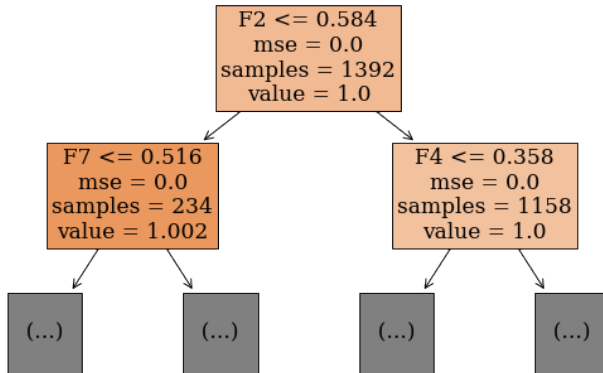 F2 <= 0.584
mse = 0.0
samples = 1392
value = 1.0
F7 <= 0.516
mse = 0.0
samples = 234
value = 1.002
F4 <= 0.358
mse = 0.0
samples = 1158
value = 1.0
(...)
(...)
(...)
(...)